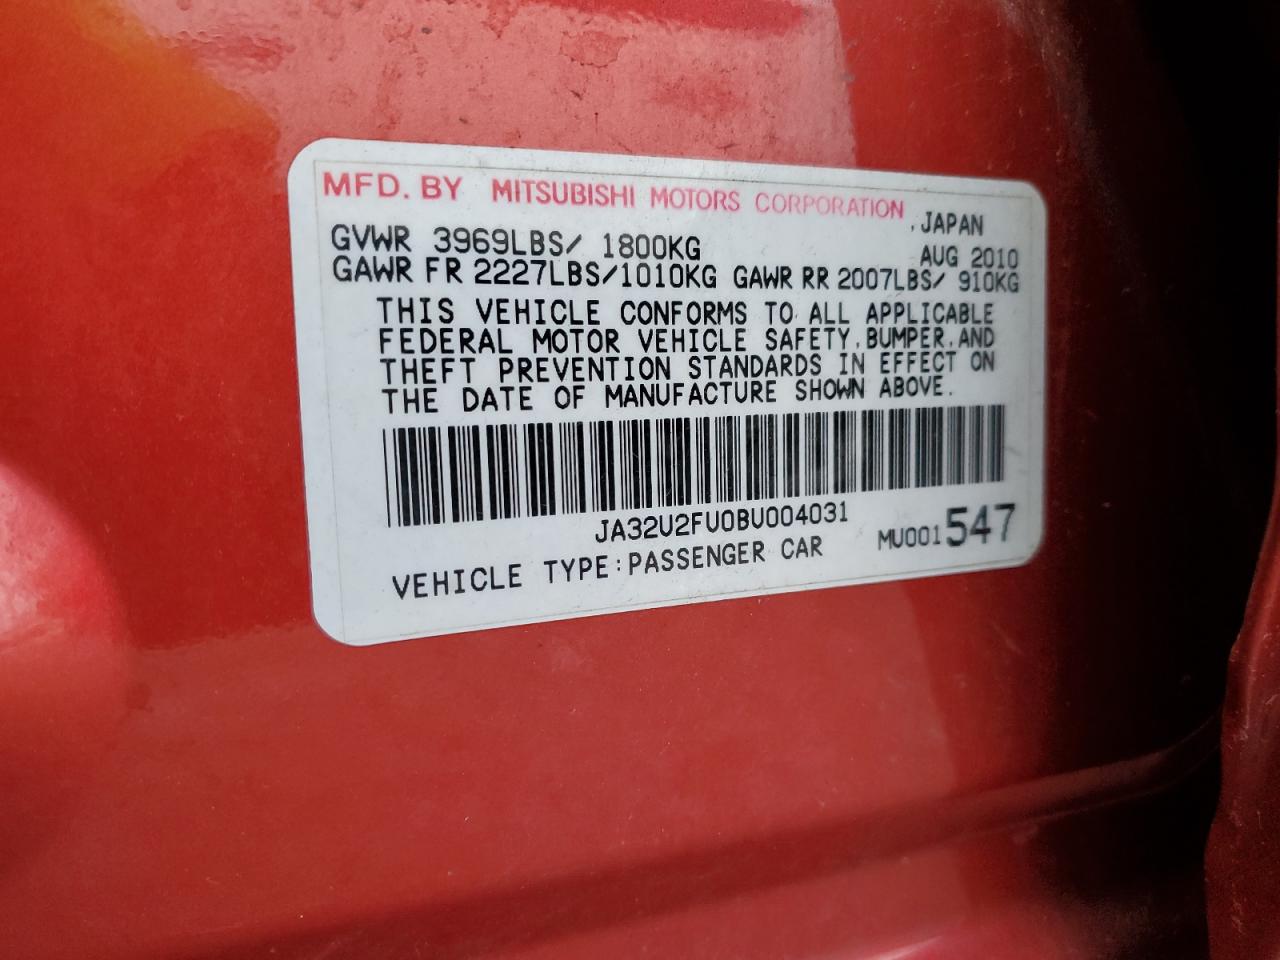 MFD. BY MITSUBISHI MOTORS CORPORATION, JAPAN
GVWR 3969LBS/ 1800KG AUG 2010
GAWR FR 2227LBS/1010KG GAWR RR 2007LBS/ 910KG
THIS VEHICLE CONFORMS TO ALL APPLICABLE
FEDERAL MOTOR VEHICLE SAFETY, BUMPER, AND
THEFT PREVENTION STANDARDS IN EFFECT ON
THE DATE OF MANUFACTURE SHOWN ABOVE.
JA32U2FU0BU004031
VEHICLE TYPE:PASSENGER CAR MU001547